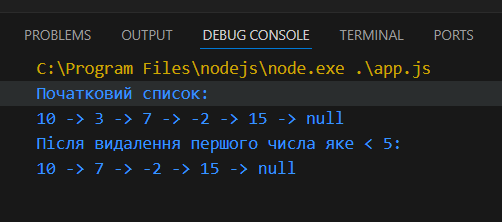 PROBLEMS OUTPUT DEBUG CONSOLE TERMINAL PORTS
C:\Program Files\nodejs\node.exe .\app.js
Початковий список:
10 -> 3 -> 7 -> -2 -> 15 -> null
Після видалення першого числа яке < 5:
10 -> 7 -> -2 -> 15 -> null